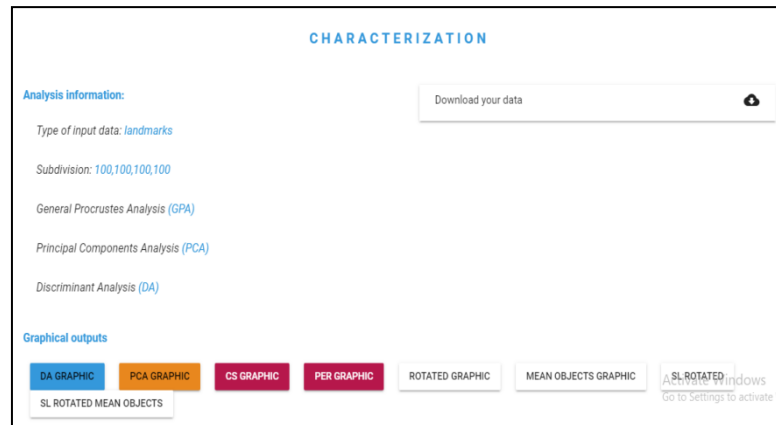 CHARACTERIZATION
Analysis information:
Download your data
Type of input data: landmarks
Subdivision: 100,100,100,100
General Procrustes Analysis (GPA)
Principal Components Analysis (PCA)
Discriminant Analysis (DA)
Graphical outputs
DA GRAPHIC PCA GRAPHIC CS GRAPHIC PER GRAPHIC ROTATED GRAPHIC MEAN OBJECTS GRAPHIC SL ROTATED
SL ROTATED MEAN OBJECTS
Activate Windows
Go to Settings to activate